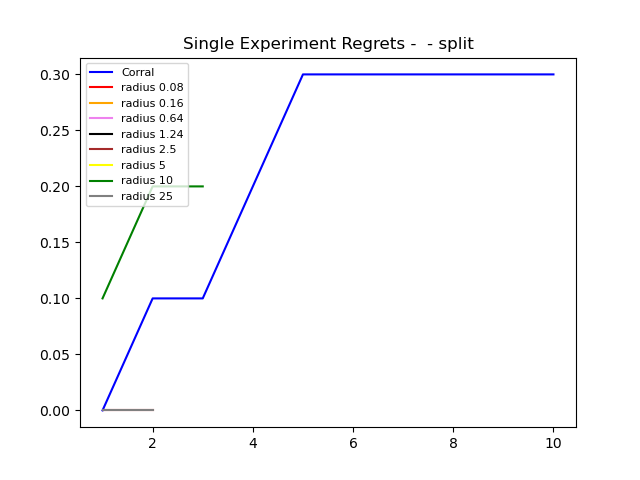 Single Experiment Regrets -  - split
0.30
0.25
0.20
0.15
0.10
0.05
0.00
Corral
radius 0.08
radius 0.16
radius 0.64
radius 1.24
radius 2.5
radius 5
radius 10
radius 25
2 4 6 8 10